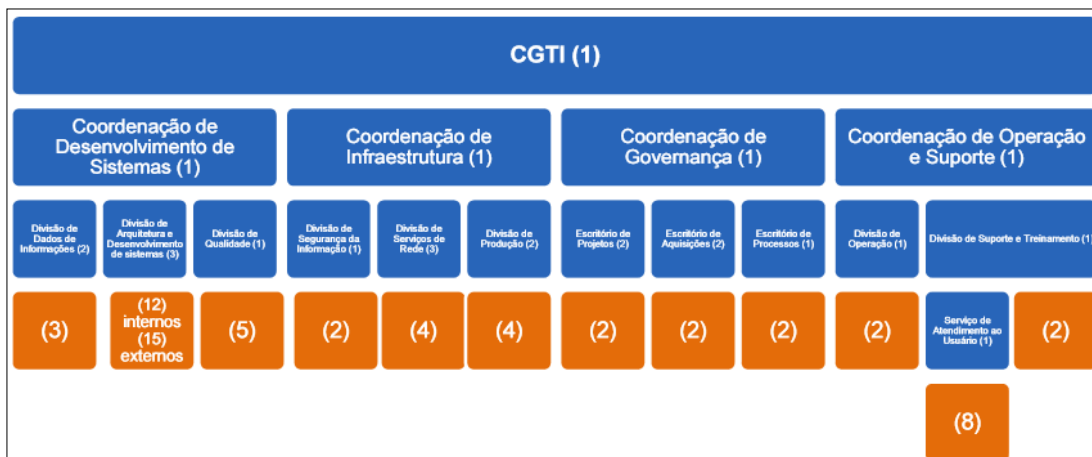 CGTI (1)
Coordenação de
Desenvolvimento de
Sistemas (1)
Coordenação de
Infraestrutura (1)
Coordenação de
Governança (1)
Coordenação de Operação
e Suporte (1)
Divisão de
Dados de
Informações (2)
Divisão de
Arquitetura e
Desenvolvimento
de sistemas (3)
Divisão de
Qualidade (1)
Divisão de
Segurança da
Informação (1)
Divisão de
Serviços de
Rede (3)
Divisão de
Produção (2)
Escritório de
Projetos (2)
Escritório de
Aquisições (2)
Escritório de
Processos (1)
Divisão de
Operação (1)
Divisão de Suporte e Treinamento (1)
(3)
(12)
internos
(15)
externos
(5)
(2)
(4)
(4)
(2)
(2)
(2)
(2)
Serviço de
Atendimento ao
Usuário (1)
(2)
(8)